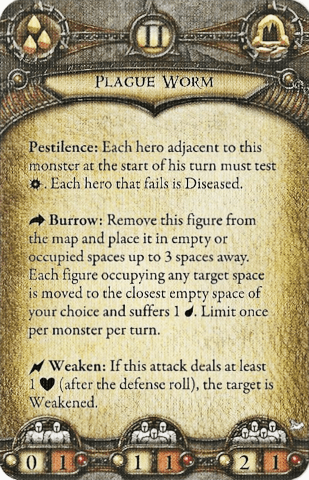 II
PLAGUE WORM
Pestilence: Each hero adjacent to this
monster at the start of his turn must test
. Each hero that fails is Diseased.
Burrow: Remove this figure from
the map and place it in empty or
occupied spaces up to 3 spaces away.
Each figure occupying any target space
is moved to the closest empty space of
your choice and suffers 1 . Limit once
per monster per turn.
Weaken: If this attack deals at least
1 (after the defense roll), the target is
Weakened.
0 1 1 1 2 1